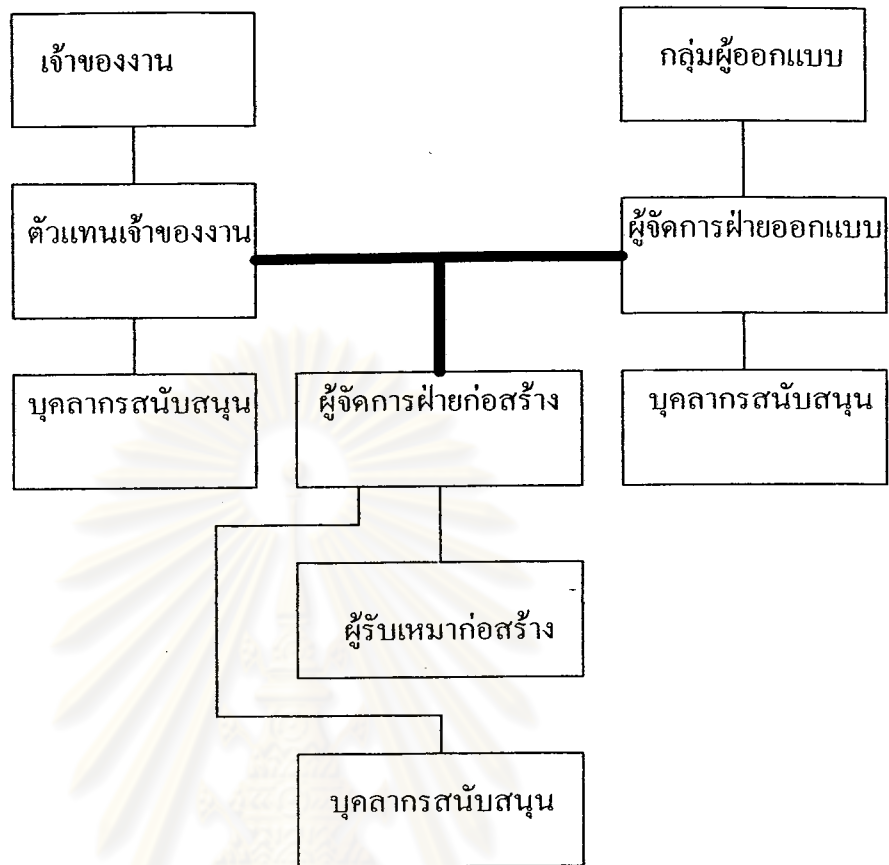 เจ้าของงาน
กลุ่มผู้ออกแบบ
ตัวแทนเจ้าของงาน
ผู้จัดการฝ่ายออกแบบ
บุคลากรสนับสนุน
ผู้จัดการฝ่ายก่อสร้าง
บุคลากรสนับสนุน
ผู้รับเหมาก่อสร้าง
บุคลากรสนับสนุน